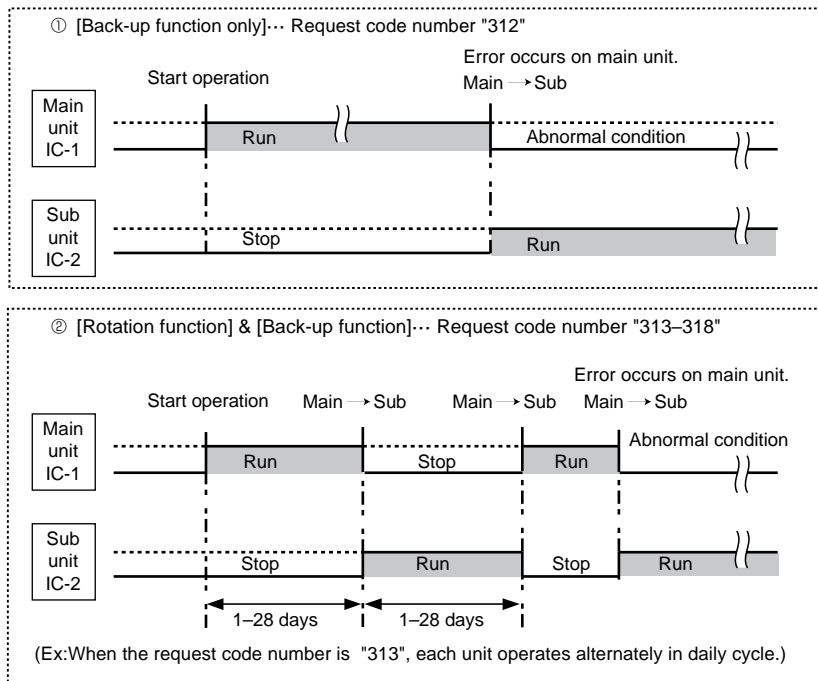 ① [Back-up function only]··· Request code number "312"
Error occurs on main unit.
Start operation
Main → Sub
Main
unit
IC-1
Run
Abnormal condition
Sub
unit
IC-2
Stop
Run
② [Rotation function] & [Back-up function]··· Request code number "313–318"
Error occurs on main unit.
Start operation Main → Sub Main → Sub Main → Sub
Main
unit
IC-1
Run Stop Run Abnormal condition
Sub
unit
IC-2
Stop Run Stop Run
1–28 days 1–28 days
(Ex:When the request code number is "313", each unit operates alternately in daily cycle.)